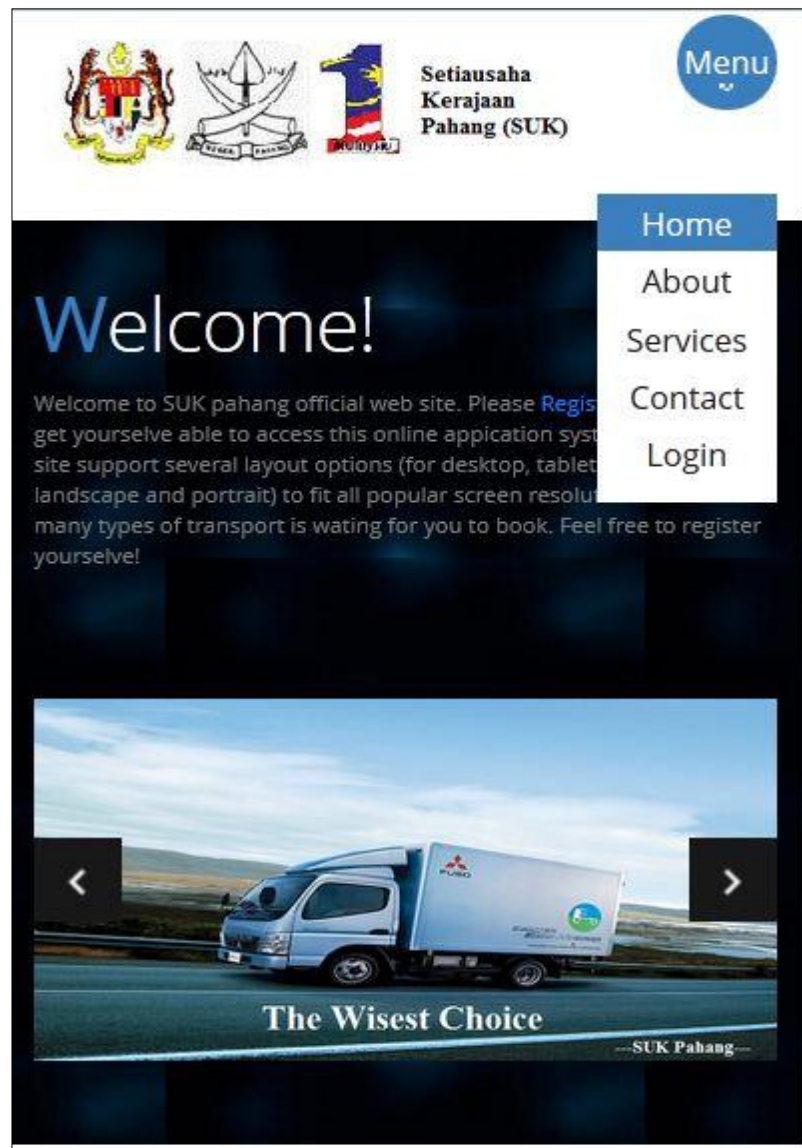 Setiausaha
Kerajaan
Pahang (SUK)
Menu
Home
About
Services
Contact
Login
Welcome!
Welcome to SUK pahang official web site. Please Regis
get yourselve able to access this online appication syst
site support several layout options (for desktop, tablet
landscape and portrait) to fit all popular screen resolu
many types of transport is wating for you to book. Feel free to register
yourselve!
FUSO
The Wisest Choice
---SUK Pahang---